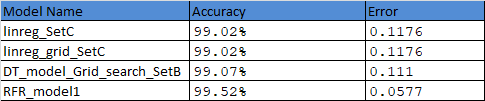 Model Name Accuracy Error
linreg_SetC 99.02% 0.1176
linreg_grid_SetC 99.02% 0.1176
DT_model_Grid_search_SetB 99.07% 0.111
RFR_model1 99.52% 0.0577